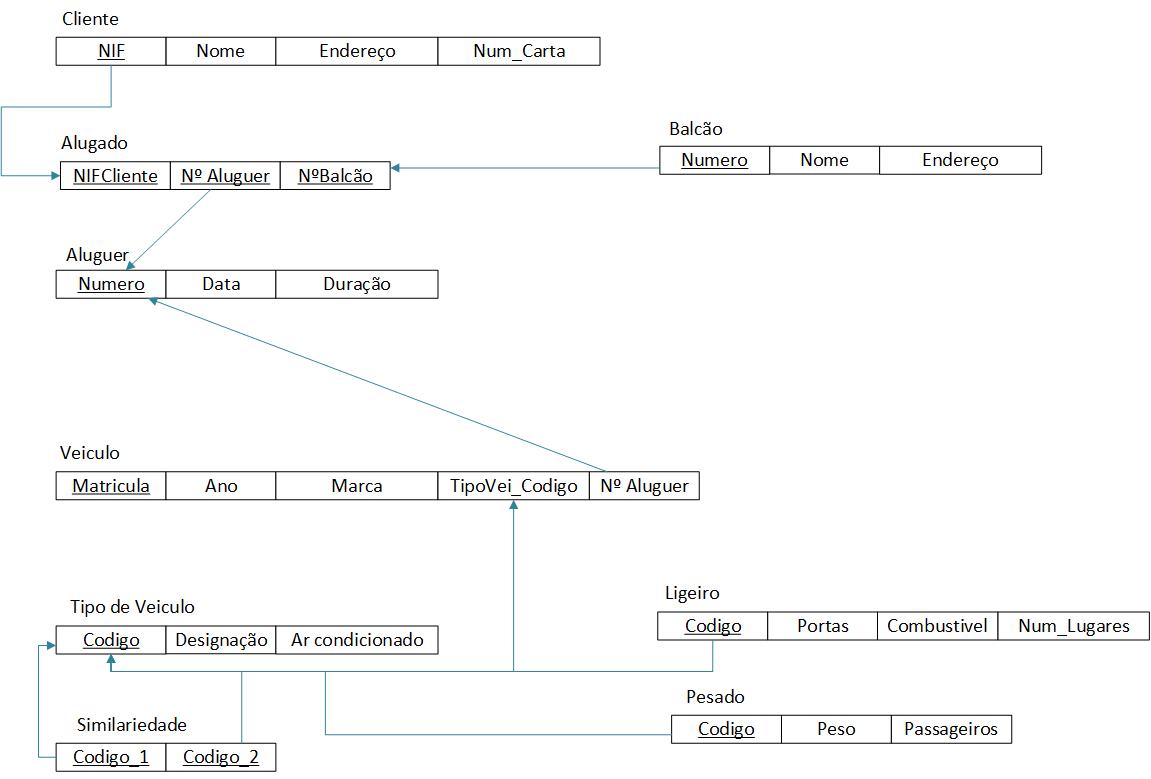 Cliente
NIF Nome Endereço Num_Carta
Alugado
NIFCliente Nº Aluguer NºBalcão
Balcão
Numero Nome Endereço
Aluguer
Numero Data Duração
Veiculo
Matricula Ano Marca TipoVei_Codigo Nº Aluguer
Tipo de Veiculo
Codigo Designação Ar condicionado
Ligeiro
Codigo Portas Combustivel Num_Lugares
Pesado
Codigo Peso Passageiros
Similariedade
Codigo_1 Codigo_2